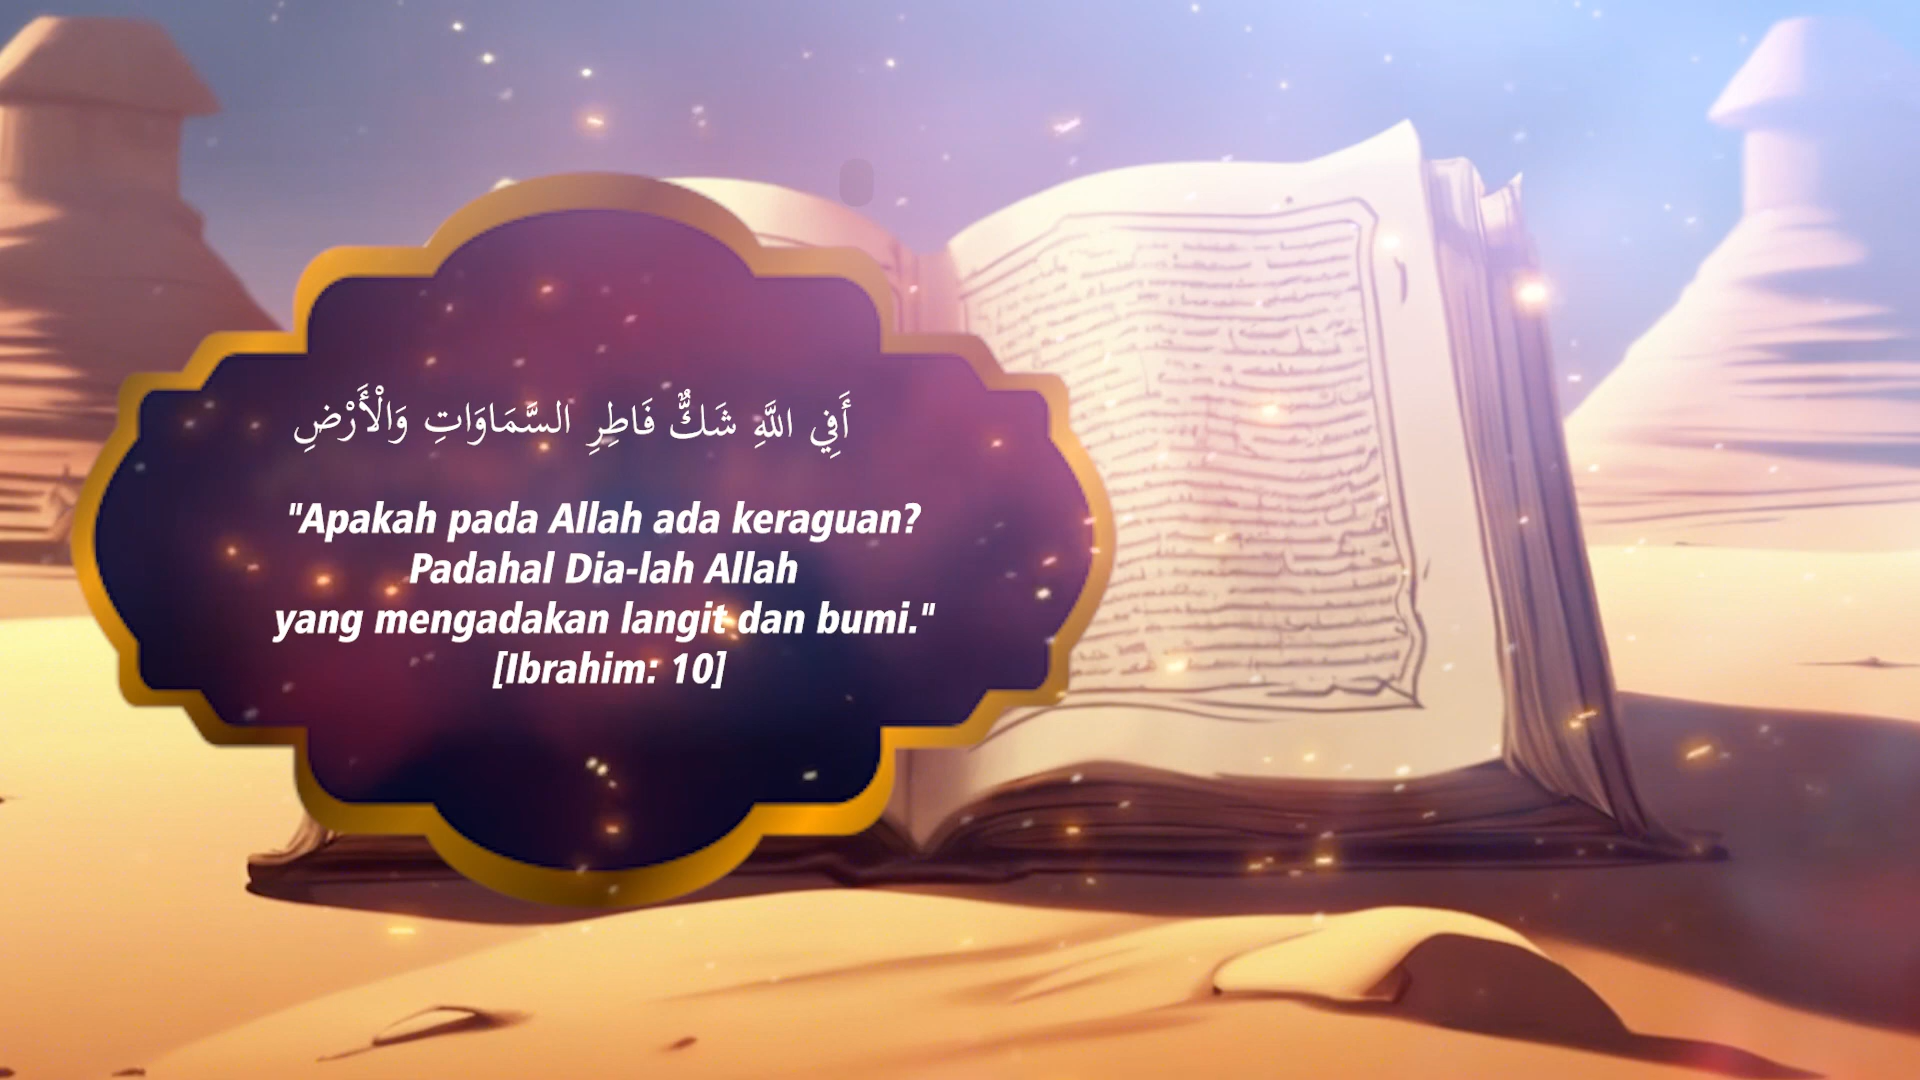 أَفِي اللَّهِ شَكٌّ فَاطِرِ السَّمَاوَاتِ وَالْأَرْضِ
"Apakah pada Allah ada keraguan?
Padahal Dia-lah Allah
yang mengadakan langit dan bumi."
[Ibrahim: 10]